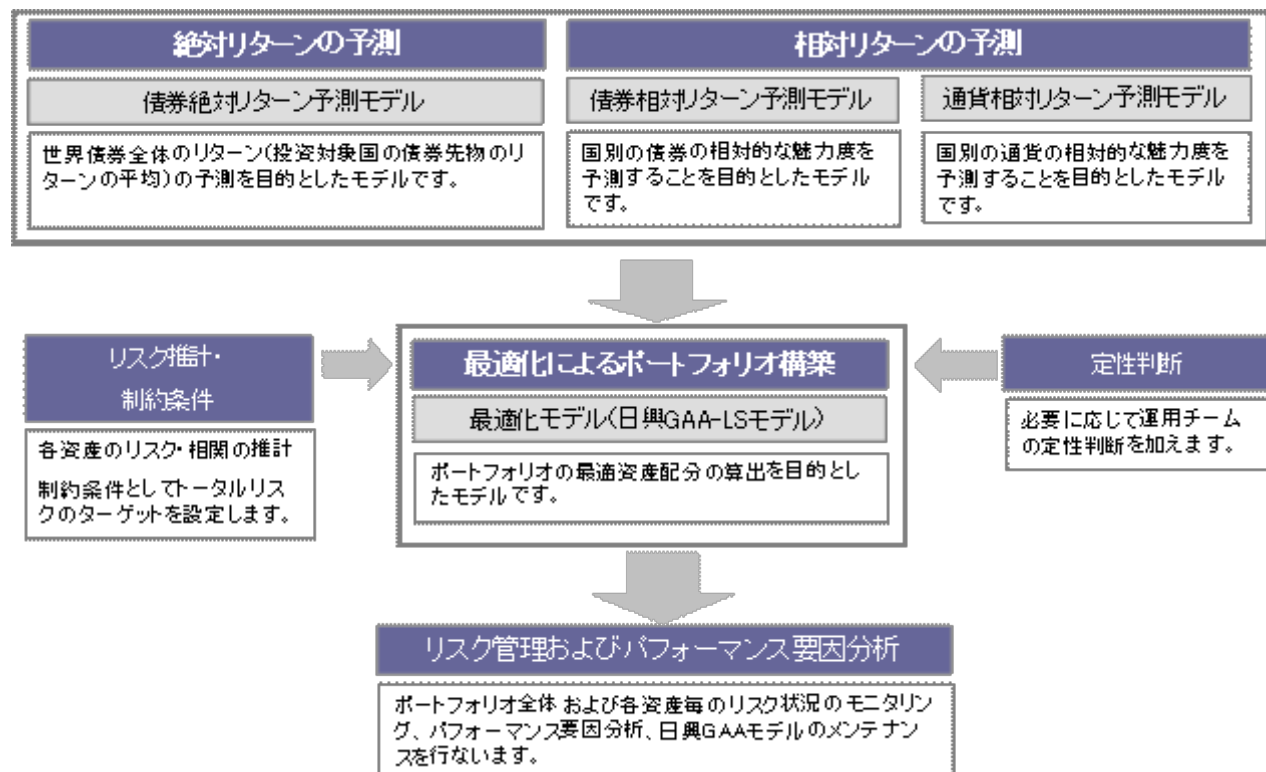 絶対リターンの予測
債券絶対リターン予測モデル
世界債券全体のリターン(投資対象国の債券先物のリ
ターンの平均)の予測を目的としたモデルです。
相対リターンの予測
債券相対リターン予測モデル
国別の債券の相対的な魅力度を
予測することを目的としたモデル
です。
通貨相対リターン予測モデル
国別の通貨の相対的な魅力度を
予測することを目的としたモデル
です。
リスク推計・
制約条件
各資産のリスク・相関の推計
制約条件としてトータルリス
クのターゲットを設定します。
最適化によるポートフォリオ構築
最適化モデル(日興GAA-LSモデル)
ポートフォリオの最適資産配分の算出を目的とし
たモデルです。
定性判断
必要に応じて運用チーム
の定性判断を加えます。
リスク管理およびパフォーマンス要因分析
ポートフォリオ全体および各資産毎のリスク状況のモニタリン
グ、パフォーマンス要因分析、日興GAAモデルのメンテナン
スを行ないます。